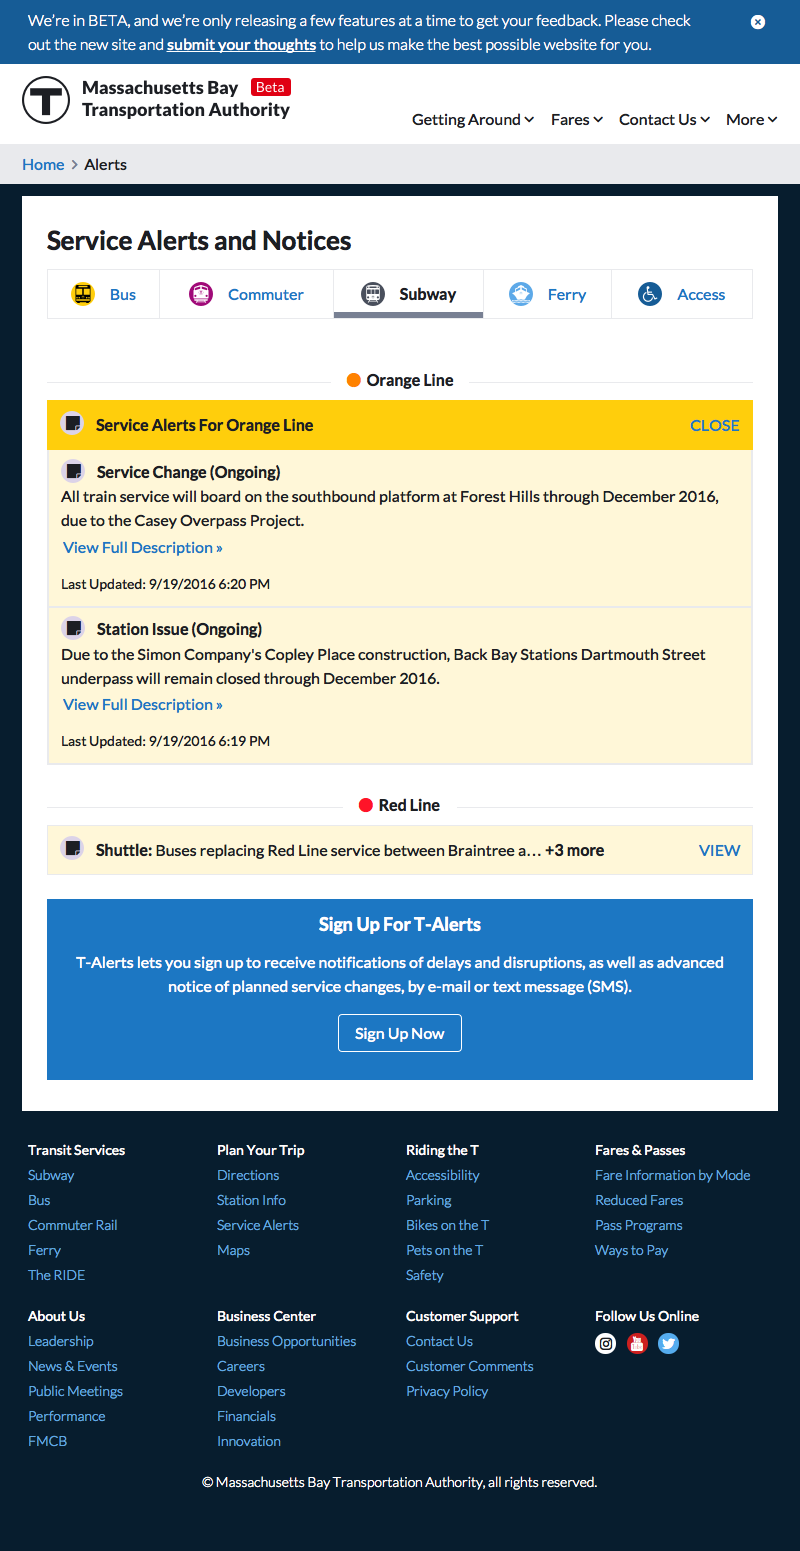 We're in BETA, and we're only releasing a few features at a time to get your feedback. Please check
out the new site and submit your thoughts to help us make the best possible website for you.
T
Massachusetts Bay Beta
Transportation Authority
Getting Around Fares Contact Us More
Home > Alerts
Service Alerts and Notices
Bus Commuter Subway Ferry Access
Orange Line
Service Alerts For Orange Line CLOSE
Service Change (Ongoing)
All train service will board on the southbound platform at Forest Hills through December 2016,
due to the Casey Overpass Project.
View Full Description »
Last Updated: 9/19/2016 6:20 PM
Station Issue (Ongoing)
Due to the Simon Company's Copley Place construction, Back Bay Stations Dartmouth Street
underpass will remain closed through December 2016.
View Full Description »
Last Updated: 9/19/2016 6:19 PM
Red Line
Shuttle: Buses replacing Red Line service between Braintree a… +3 more VIEW
Sign Up For T-Alerts
T-Alerts lets you sign up to receive notifications of delays and disruptions, as well as advanced
notice of planned service changes, by e-mail or text message (SMS).
Sign Up Now
Transit Services
Subway
Bus
Commuter Rail
Ferry
The RIDE
Plan Your Trip
Directions
Station Info
Service Alerts
Maps
Riding the T
Accessibility
Parking
Bikes on the T
Pets on the T
Safety
Fares & Passes
Fare Information by Mode
Reduced Fares
Pass Programs
Ways to Pay
About Us
Leadership
News & Events
Public Meetings
Performance
FMCB
Business Center
Business Opportunities
Careers
Developers
Financials
Innovation
Customer Support
Contact Us
Customer Comments
Privacy Policy
Follow Us Online
© Massachusetts Bay Transportation Authority, all rights reserved.